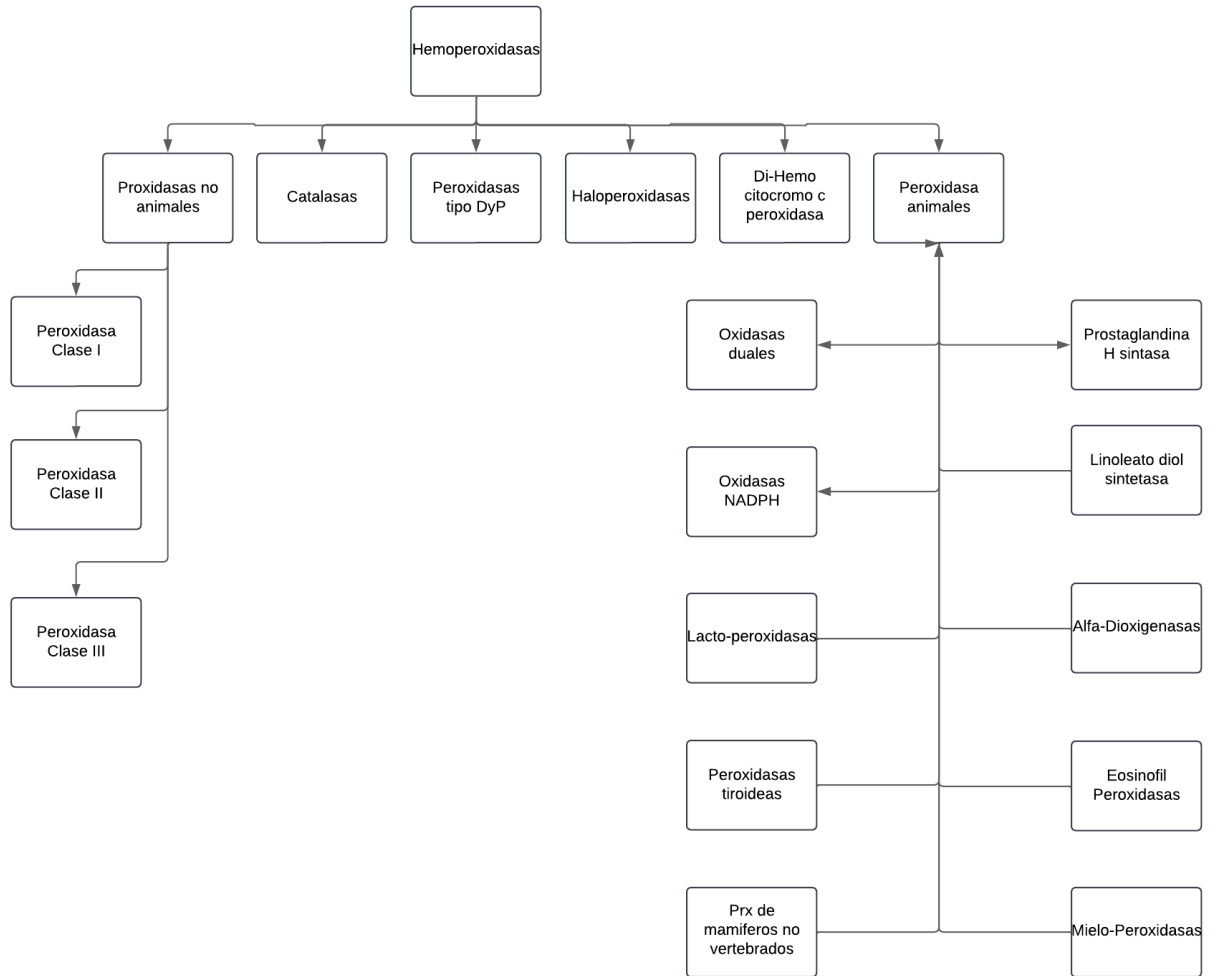 Hemoperoxidasas
Proxidasas no
animales
Catalasas
Peroxidasas
tipo DyP
Haloperoxidasas
Di-Hemo
citocromo c
peroxidasa
Peroxidasa
animales
Peroxidasa
Clase I
Peroxidasa
Clase II
Peroxidasa
Clase III
Oxidasas
duales
Prostaglandina
H sintasa
Oxidasas
NADPH
Linoleato diol
sintetasa
Lacto-peroxidasas
Alfa-Dioxigenasas
Peroxidasas
tiroideas
Eosinofil
Peroxidasas
Prx de
mamiferos no
vertebrados
Mielo-Peroxidasas